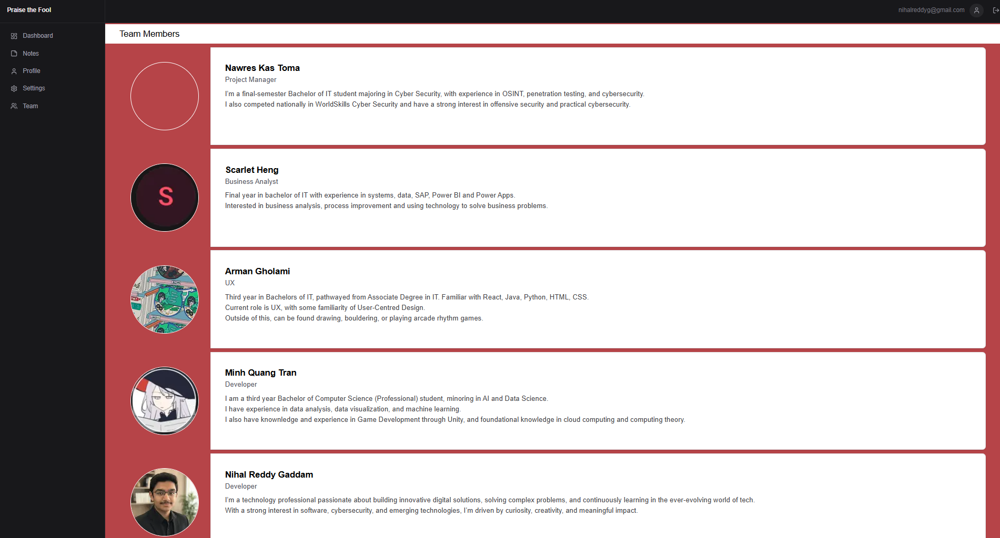 Praise the Fool
nihalreddyg@gmail.com
Dashboard
Notes
Profile
Settings
Team
Team Members
Nawres Kas Toma
Project Manager
I'm a final-semester Bachelor of IT student majoring in Cyber Security, with experience in OSINT, penetration testing, and cybersecurity.
I also competed nationally in WorldSkills Cyber Security and have a strong interest in offensive security and practical cybersecurity.
S
Scarlet Heng
Business Analyst
Final year in bachelor of IT with experience in systems, data, SAP, Power BI and Power Apps.
Interested in business analysis, process improvement and using technology to solve business problems.
Arman Gholami
UX
Third year in Bachelors of IT, pathwayed from Associate Degree in IT. Familiar with React, Java, Python, HTML, CSS.
Current role is UX, with some familiarity of User-Centred Design.
Outside of this, can be found drawing, bouldering, or playing arcade rhythm games.
Minh Quang Tran
Developer
I am a third year Bachelor of Computer Science (Professional) student, minoring in AI and Data Science.
I have experience in data analysis, data visualization, and machine learning.
I also have knownledge and experience in Game Development through Unity, and foundational knowledge in cloud computing and computing theory.
Nihal Reddy Gaddam
Developer
I'm a technology professional passionate about building innovative digital solutions, solving complex problems, and continuously learning in the ever-evolving world of tech.
With a strong interest in software, cybersecurity, and emerging technologies, I'm driven by curiosity, creativity, and meaningful impact.